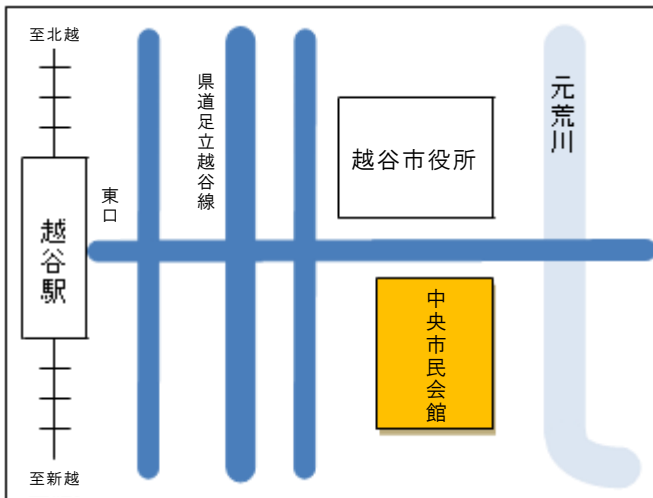 至北越
県道足立越谷線
元荒川
越谷市役所
東口
越谷駅
中央市民会館
至新越